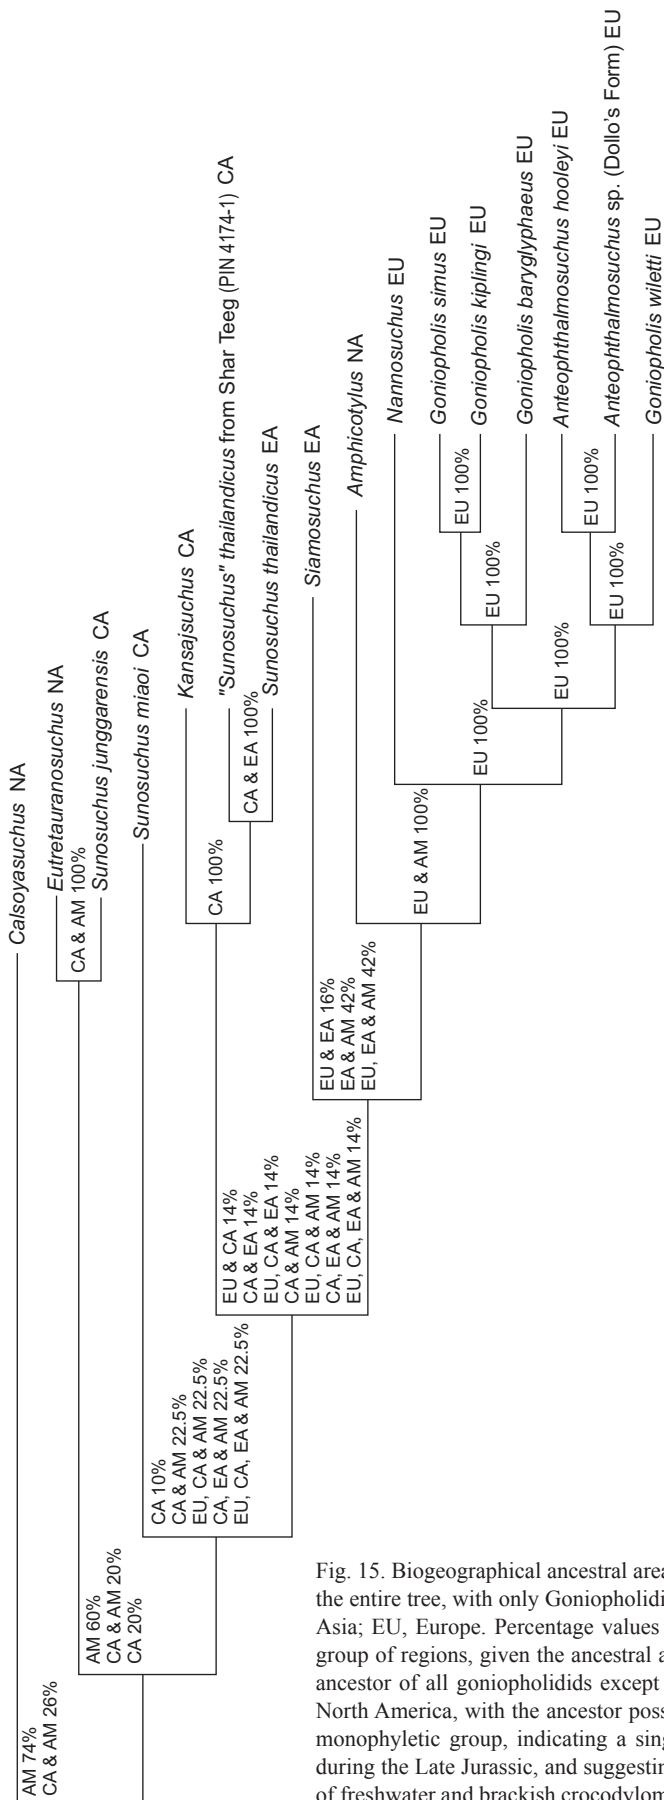 Calsoyasuchus NA
AM 74%
CA & AM 26%
Eutretauranosuchus NA
CA & AM 100%
Sunosuchus junggarensis CA
AM 60%
CA & AM 20%
CA 20%
Sunosuchus miaoi CA
CA 10%
CA & AM 22.5%
EU, CA & AM 22.5%
CA, EA & AM 22.5%
EU, CA, EA & AM 22.5%
Kansajsuchus CA
CA 100%
"Sunosuchus" thailandicus from Shar Teeg (PIN 4174-1) CA
CA & EA 100%
Sunosuchus thailandicus EA
EU & CA 14%
CA & EA 14%
EU, CA & EA 14%
CA & AM 14%
EU, CA & AM 14%
CA, EA & AM 14%
EU, CA, EA & AM 14%
Siamosuchus EA
EU & EA 16%
EA & AM 42%
EU, EA & AM 42%
Amphicotylus NA
EU & AM 100%
Nannosuchus EU
EU 100%
Goniopholis simus EU
EU 100%
Goniopholis kiplingi EU
EU 100%
Goniopholis baryglyphaeus EU
EU 100%
Anteophthalmosuchus hooleyi EU
EU 100%
Anteophthalmosuchus sp. (Dollo's Form) EU
EU 100%
Goniopholis wiletti EU
Fig. 15. Biogeographical ancestral area
the entire tree, with only Goniopholidi
Asia; EU, Europe. Percentage values
group of regions, given the ancestral a
ancestor of all goniopholidids except
North America, with the ancestor poss
monophyletic group, indicating a sing
during the Late Jurassic, and suggestin
of freshwater and brackish crocodylom